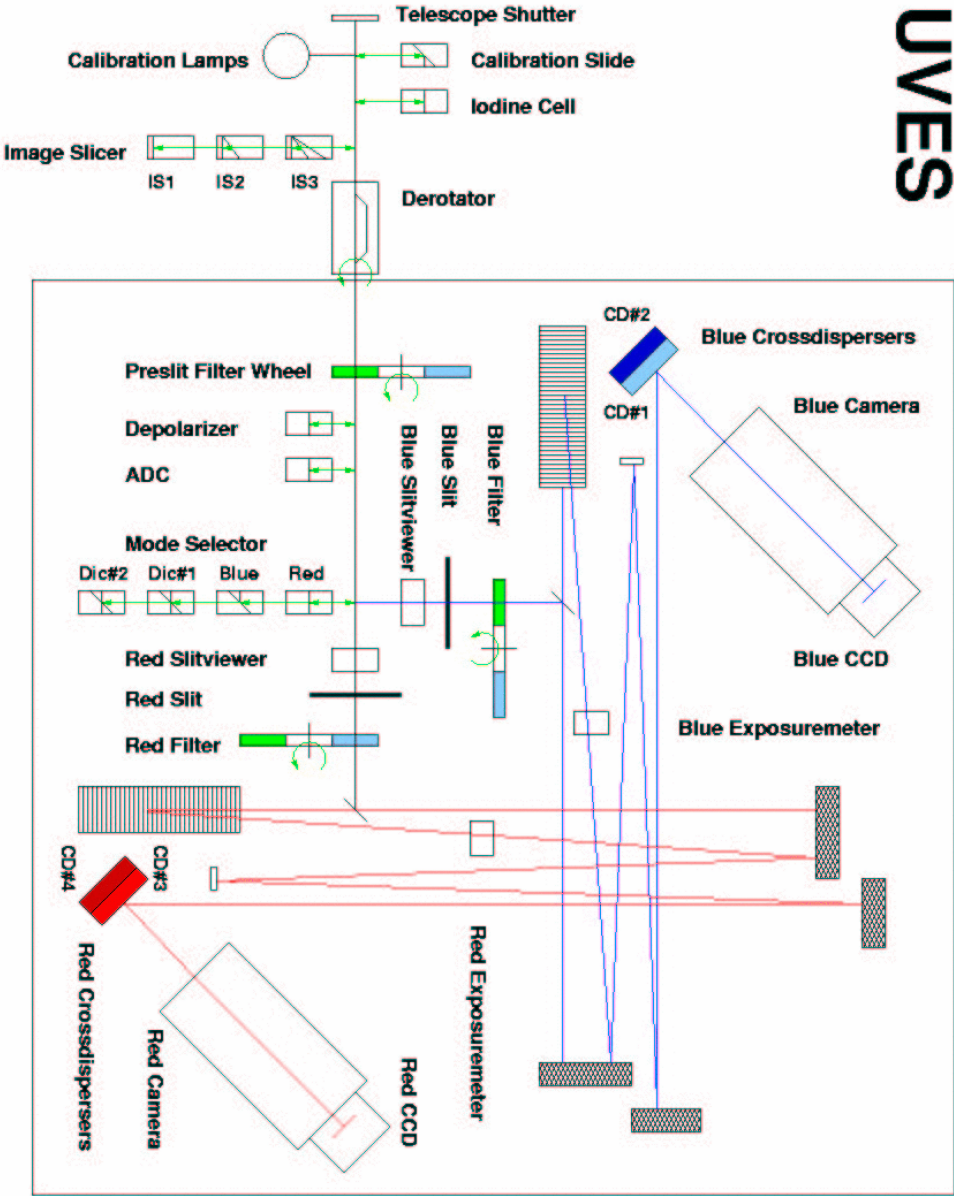 UVES
Telescope Shutter
Calibration Lamps
Calibration Slide
Iodine Cell
Image Slicer
IS1
IS2
IS3
Derotator
CD#2
Blue Crossdispersers
CD#1
Blue Camera
Preslit Filter Wheel
Depolarizer
ADC
Blue Slitviewer
Blue Slit
Blue Filter
Mode Selector
Dic#2
Dic#1
Blue
Red
Blue CCD
Red Slitviewer
Red Slit
Red Filter
Blue Exposuremeter
CD#3
CD#4
Red Crossdispersers
Red Camera
Red CCD
Red Exposuremeter